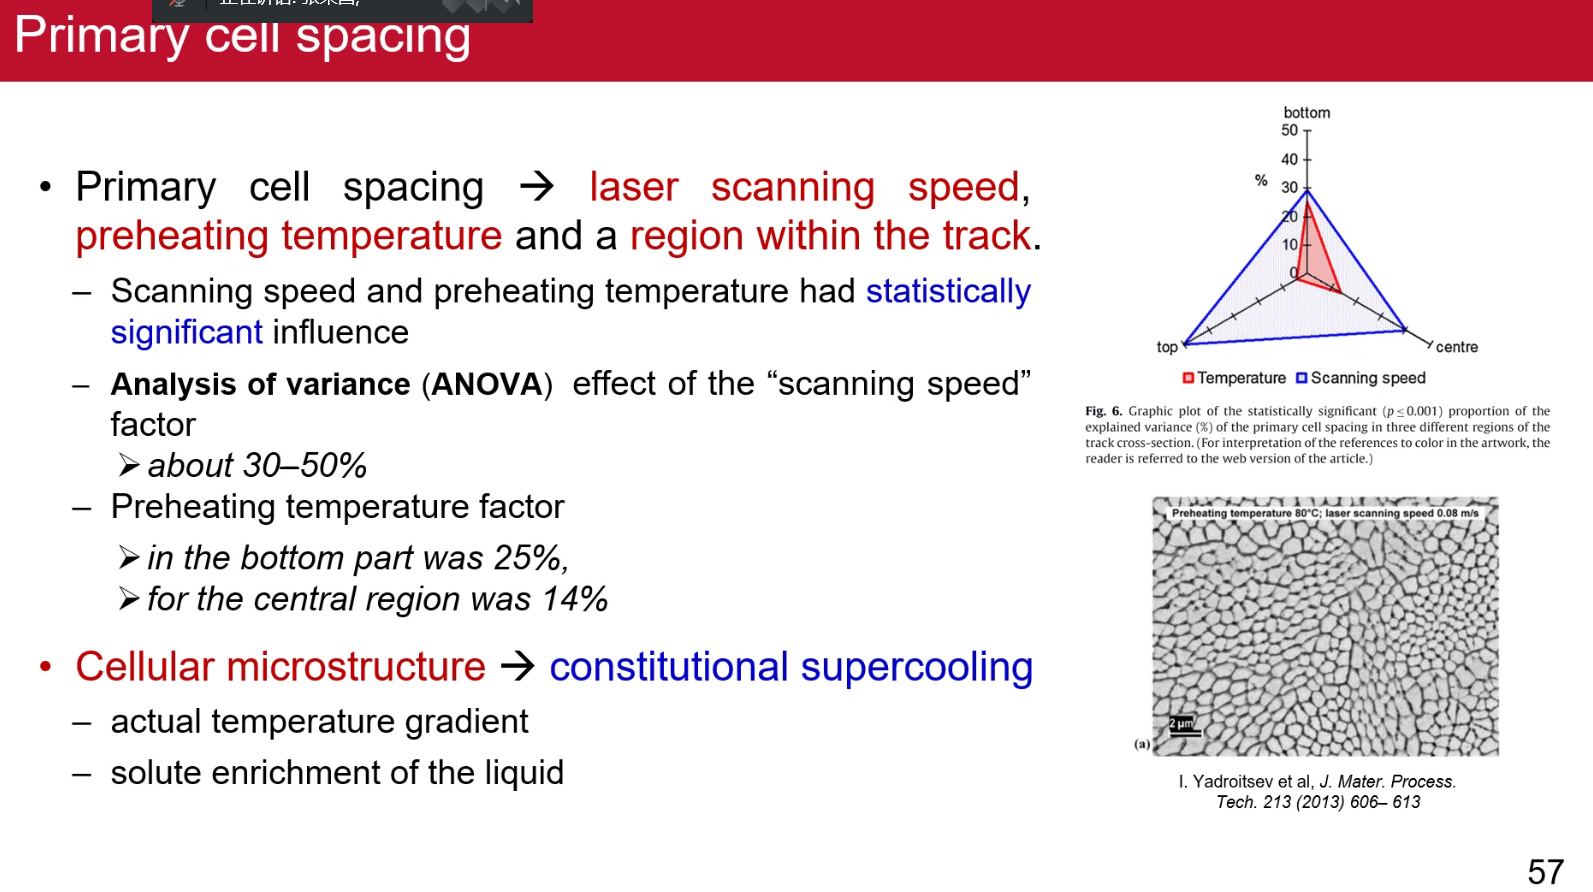 Primary cell spacing
• Primary cell spacing → laser scanning speed,
preheating temperature and a region within the track.
– Scanning speed and preheating temperature had statistically
significant influence
– Analysis of variance (ANOVA) effect of the “scanning speed”
factor
➢ about 30–50%
– Preheating temperature factor
➢ in the bottom part was 25%,
➢ for the central region was 14%
• Cellular microstructure → constitutional supercooling
– actual temperature gradient
– solute enrichment of the liquid
bottom
50
40
% 30
20
10
0
top
centre
Temperature Scanning speed
Fig. 6. Graphic plot of the statistically significant (p ≤ 0.001) proportion of the
explained variance (%) of the primary cell spacing in three different regions of the
track cross-section. (For interpretation of the references to color in the artwork, the
reader is referred to the web version of the article.)
Preheating temperature 80°C; laser scanning speed 0.08 m/s
2 μm
(a)
I. Yadroitsev et al, J. Mater. Process.
Tech. 213 (2013) 606– 613
57